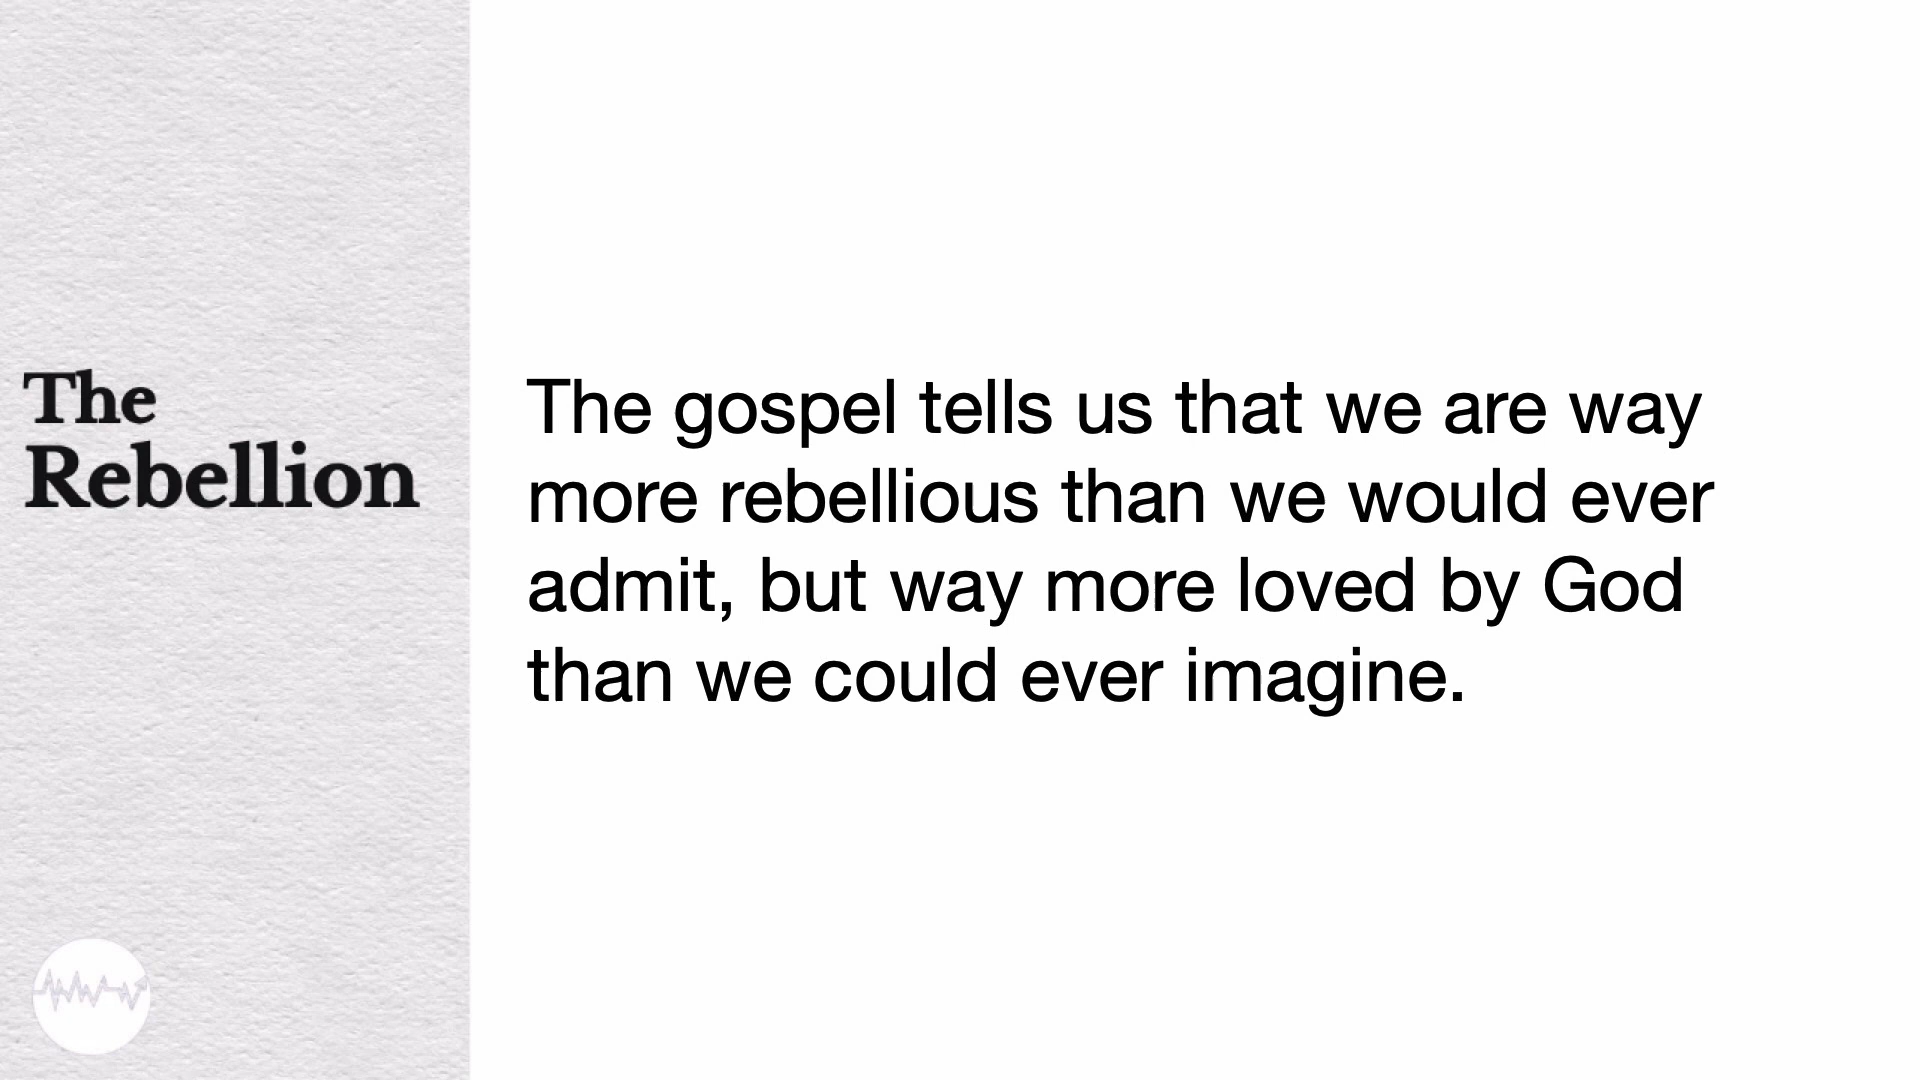 The
Rebellion
The gospel tells us that we are way
more rebellious than we would ever
admit, but way more loved by God
than we could ever imagine.